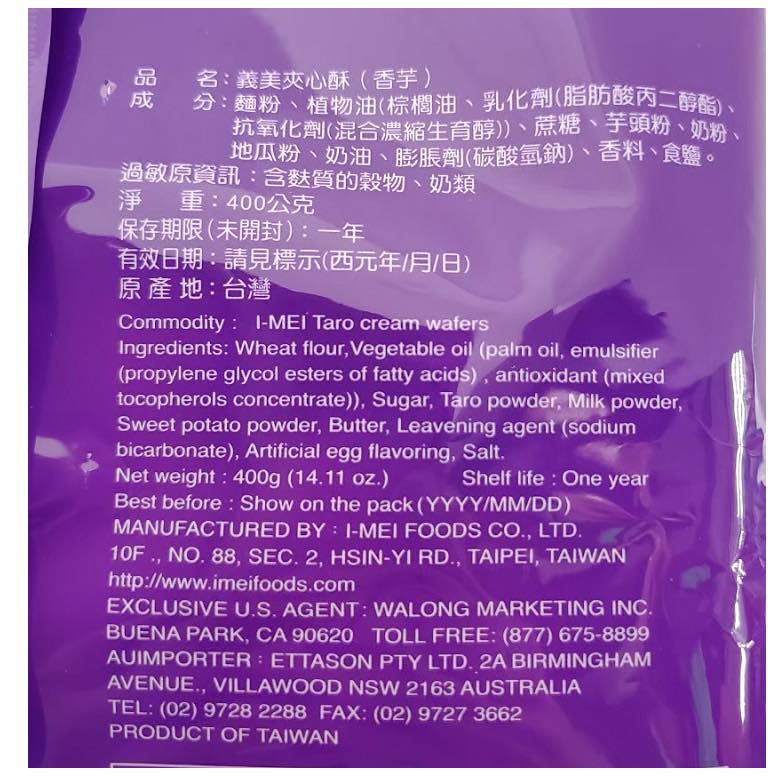 品 名：義美夾心酥（香芋）
成 分：麵粉、植物油(棕櫚油、乳化劑(脂肪酸丙二醇酯)、
抗氧化劑(混合濃縮生育醇))、蔗糖、芋頭粉、奶粉、
地瓜粉、奶油、膨脹劑(碳酸氫鈉)、香料、食鹽。
過敏原資訊：含麩質的穀物、奶類
淨 重：400公克
保存期限(未開封)：一年
有效日期：請見標示(西元年/月/日)
原 產 地：台灣
Commodity : I-MEI Taro cream wafers
Ingredients: Wheat flour,Vegetable oil (palm oil, emulsifier
(propylene glycol esters of fatty acids) , antioxidant (mixed
tocopherols concentrate)), Sugar, Taro powder, Milk powder,
Sweet potato powder, Butter, Leavening agent (sodium
bicarbonate), Artificial egg flavoring, Salt.
Net weight : 400g (14.11 oz.) Shelf life : One year
Best before : Show on the pack (YYYY/MM/DD)
MANUFACTURED BY : I-MEI FOODS CO., LTD.
10F ., NO. 88, SEC. 2, HSIN-YI RD., TAIPEI, TAIWAN
http://www.imeifoods.com
EXCLUSIVE U.S. AGENT : WALONG MARKETING INC.
BUENA PARK, CA 90620 TOLL FREE: (877) 675-8899
AUIMPORTER : ETTASON PTY LTD. 2A BIRMINGHAM
AVENUE., VILLAWOOD NSW 2163 AUSTRALIA
TEL: (02) 9728 2288 FAX: (02) 9727 3662
PRODUCT OF TAIWAN